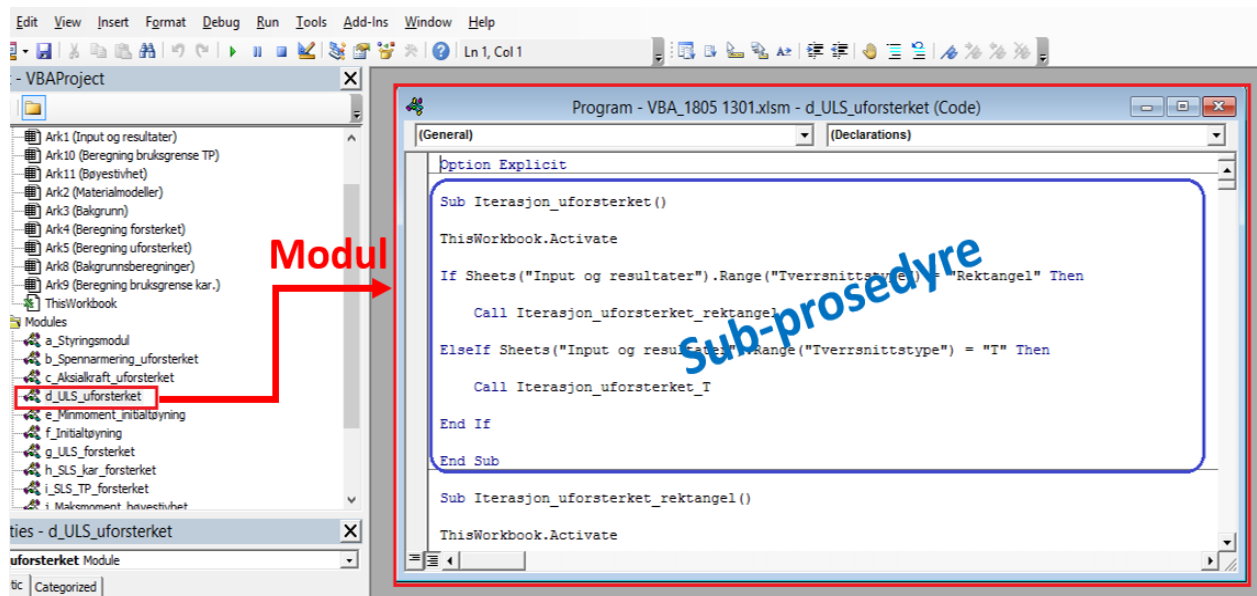 Edit View Insert Format Debug Run Tools Add-Ins Window Help
Ln 1, Col 1
- VBAProject
Ark1 (Input og resultater)
Ark10 (Beregning bruksgrense TP)
Ark11 (Bøyestivhet)
Ark2 (Materialmodeller)
Ark3 (Bakgrunn)
Ark4 (Beregning forsterket)
Ark5 (Beregning uforsterket)
Ark8 (Bakgrunnsberegninger)
Ark9 (Beregning bruksgrense kar.)
ThisWorkbook
Modules
a_Styringsmodul
b_Spennarmering_uforsterket
c_Aksialkraft_uforsterket
d_ULS_uforsterket
e_Minmoment_initialtøyning
f_Initialtøyning
g_ULS_forsterket
h_SLS_kar_forsterket
i_SLS_TP_forsterket
j_Maksmoment_bøyestivhet
ties - d_ULS_uforsterket
uforsterket Module
tic Categorized
Modul
Program - VBA_1805 1301.xlsm - d_ULS_uforsterket (Code)
(General) (Declarations)
Option Explicit
Sub Iterasjon_uforsterket()
ThisWorkbook.Activate
If Sheets("Input og resultater").Range("Tverrsnittstype") = "Rektangel" Then
Call Iterasjon_uforsterket_rektangel
ElseIf Sheets("Input og resultater").Range("Tverrsnittstype") = "T" Then
Call Iterasjon_uforsterket_T
End If
End Sub
Sub-prosedyre
Sub Iterasjon_uforsterket_rektangel()
ThisWorkbook.Activate